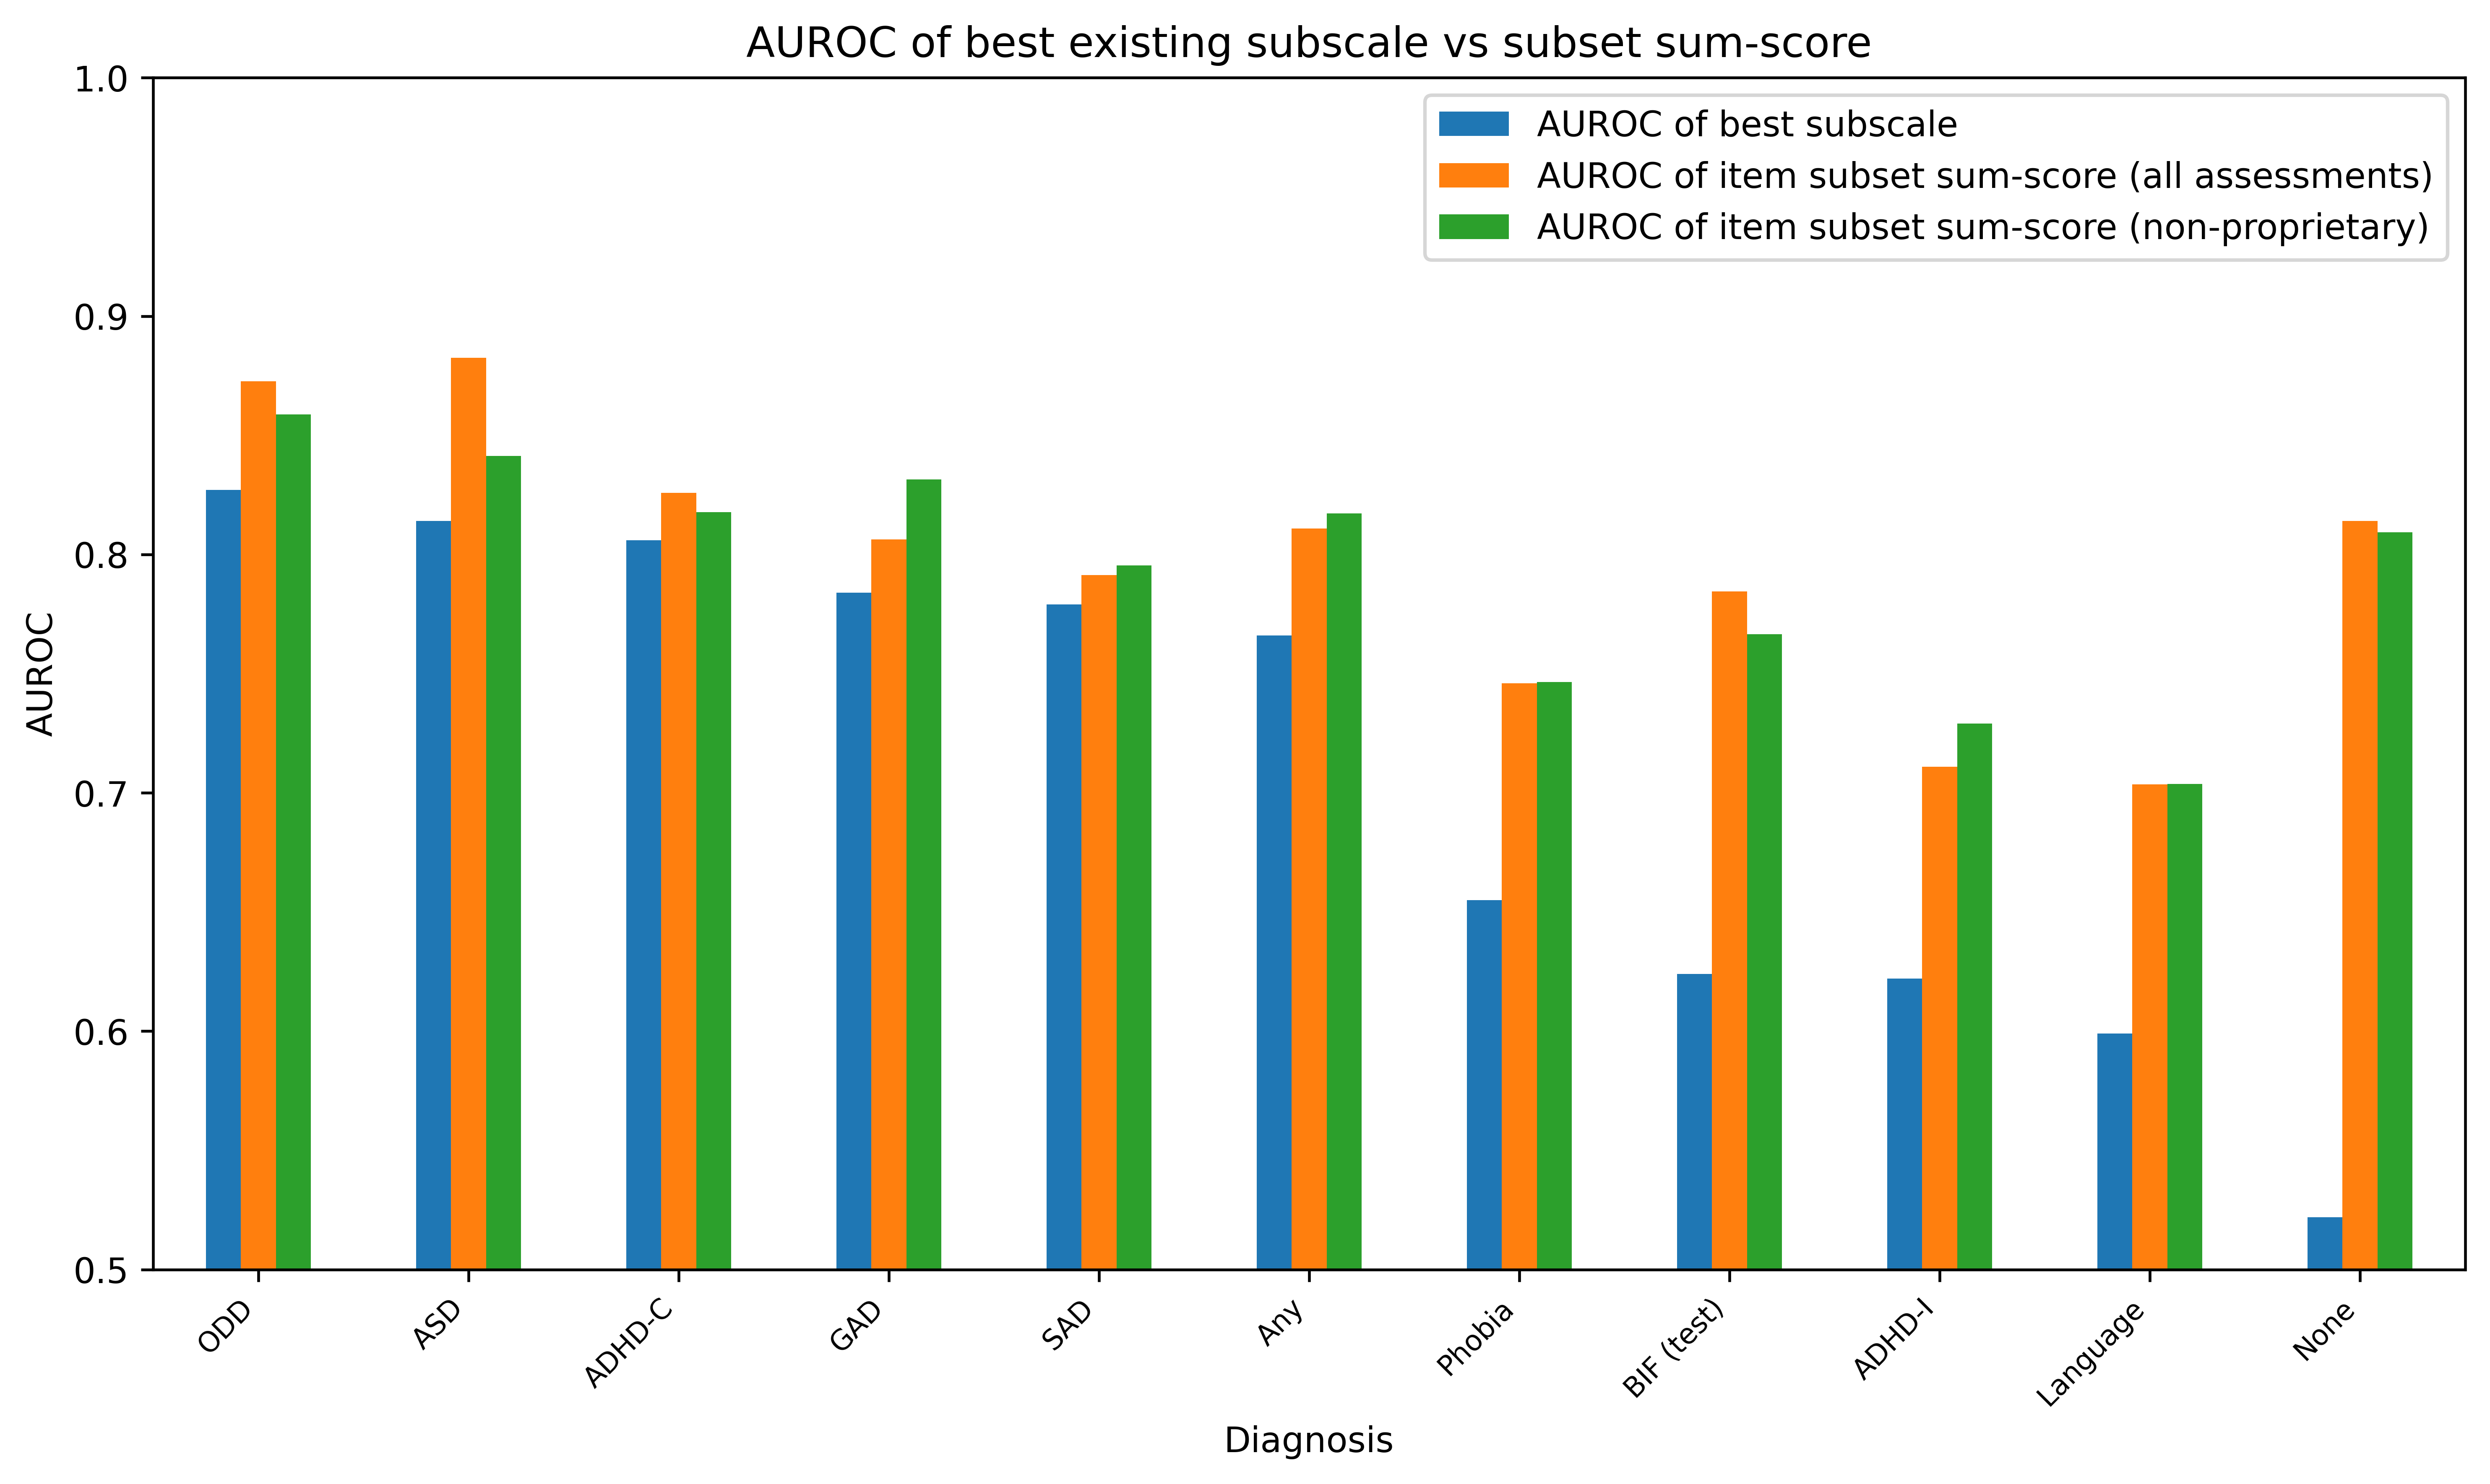 AUROC of best existing subscale vs subset sum-score
AUROC of best subscale
AUROC of item subset sum-score (all assessments)
AUROC of item subset sum-score (non-proprietary)
1.0
0.9
0.8
0.7
0.6
0.5
AUROC
ODD
ASD
ADHD-C
GAD
SAD
Any
Phobia
BIF (test)
ADHD-I
Language
None
Diagnosis